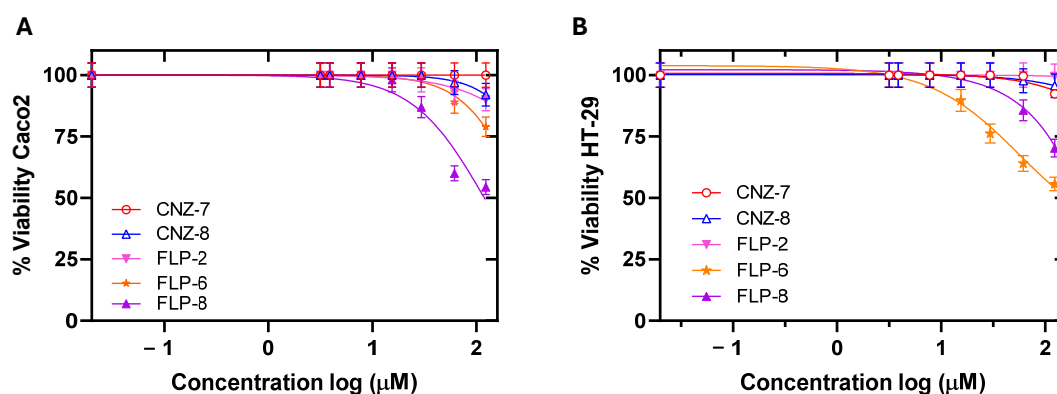 A
% Viability Caco2
100
75
50
25
0
CNZ-7
CNZ-8
FLP-2
FLP-6
FLP-8
−1 0 1 2
Concentration log (μM)
B
% Viability HT-29
100
75
50
25
0
CNZ-7
CNZ-8
FLP-2
FLP-6
FLP-8
−1 0 1 2
Concentration log (μM)